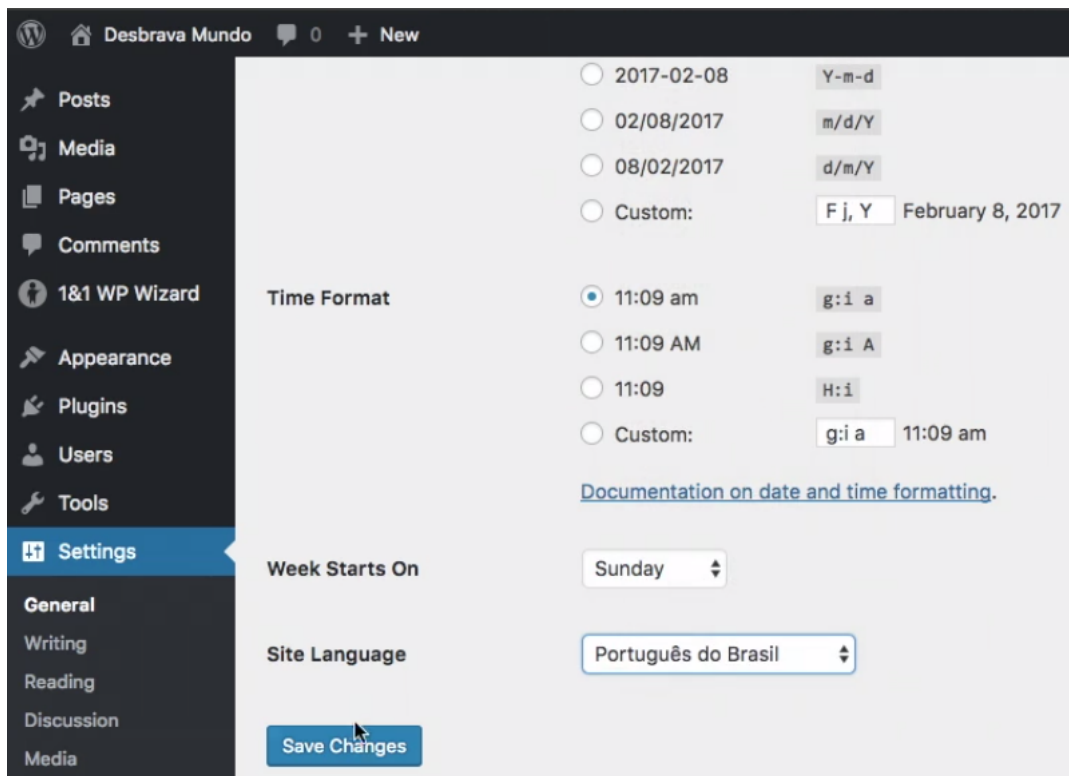 Desbrava Mundo 0 + New
Posts
Media
Pages
Comments
1&1 WP Wizard
Appearance
Plugins
Users
Tools
Settings
General
Writing
Reading
Discussion
Media
2017-02-08 Y-m-d
02/08/2017 m/d/Y
08/02/2017 d/m/Y
Custom: F j, Y February 8, 2017
Time Format 11:09 am g:i a
11:09 AM g:i A
11:09 H:i
Custom: g:i a 11:09 am
Documentation on date and time formatting.
Week Starts On Sunday
Site Language Português do Brasil
Save Changes